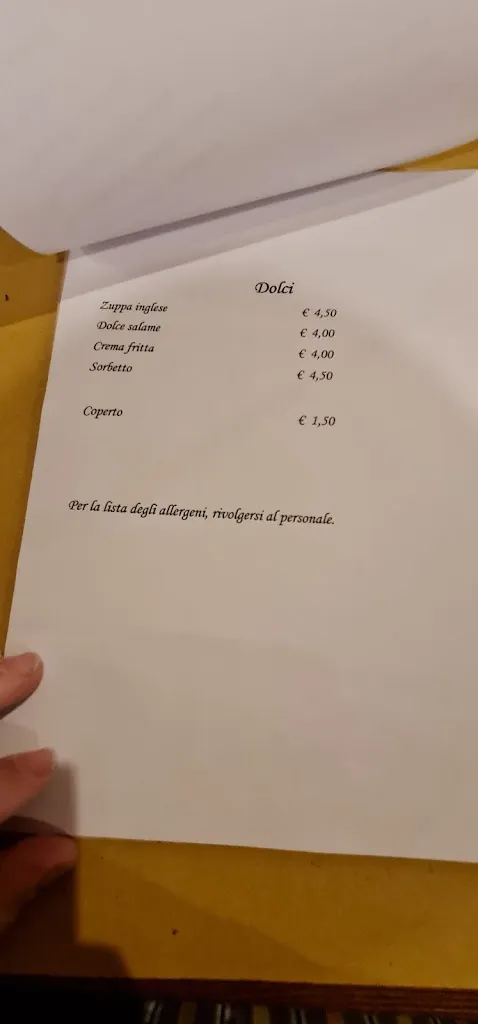 Dolci
Zuppa inglese € 4,50
Dolce salame € 4,00
Crema fritta € 4,00
Sorbetto € 4,50
Coperto € 1,50
Per la lista degli allergeni, rivolgersi al personale.